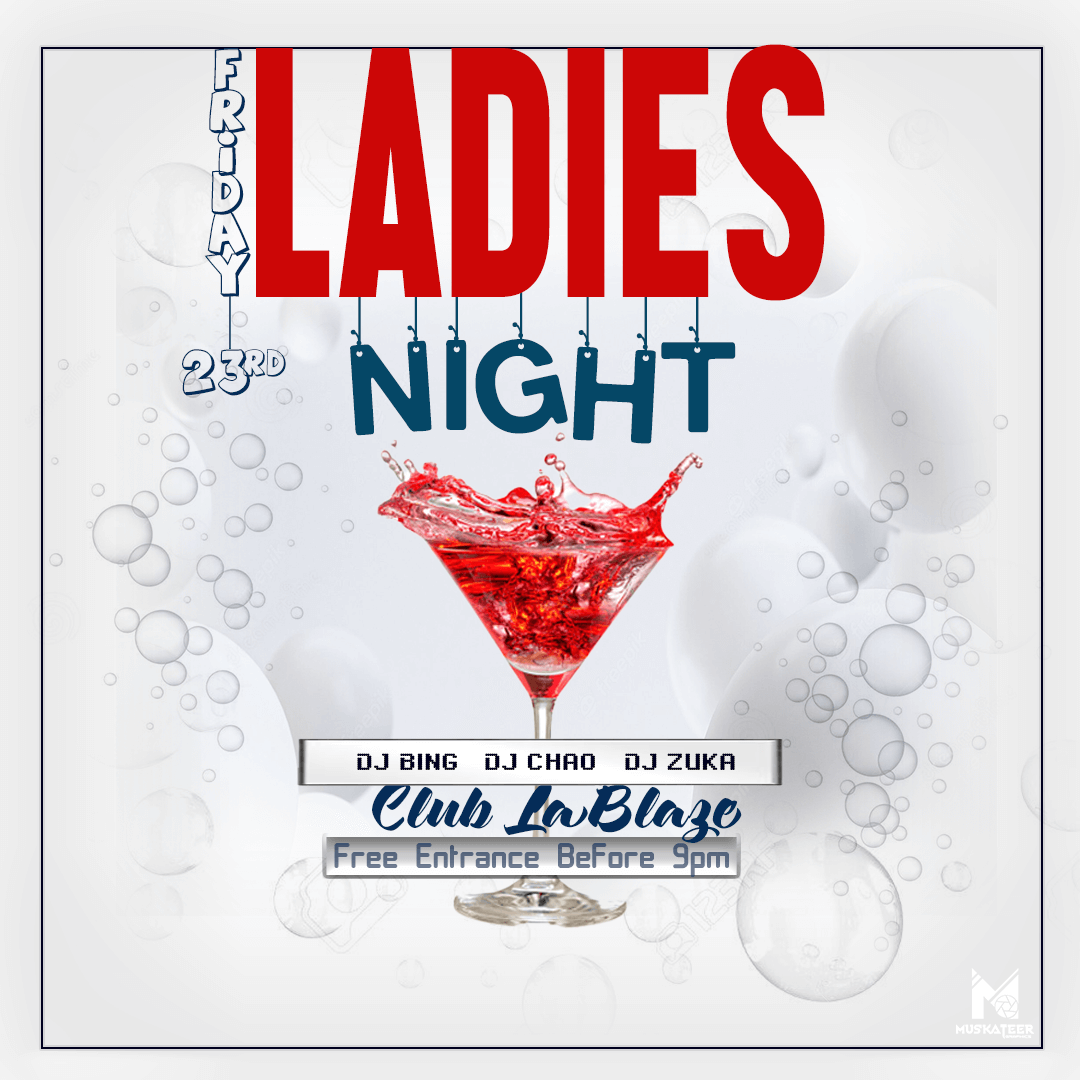 FRiDAY
LADIES
23RD
NIGHT
DJ BING DJ CHAO DJ ZUKA
Club LaBlaze
Free Entrance BeFore 9pm
MUSKATEER